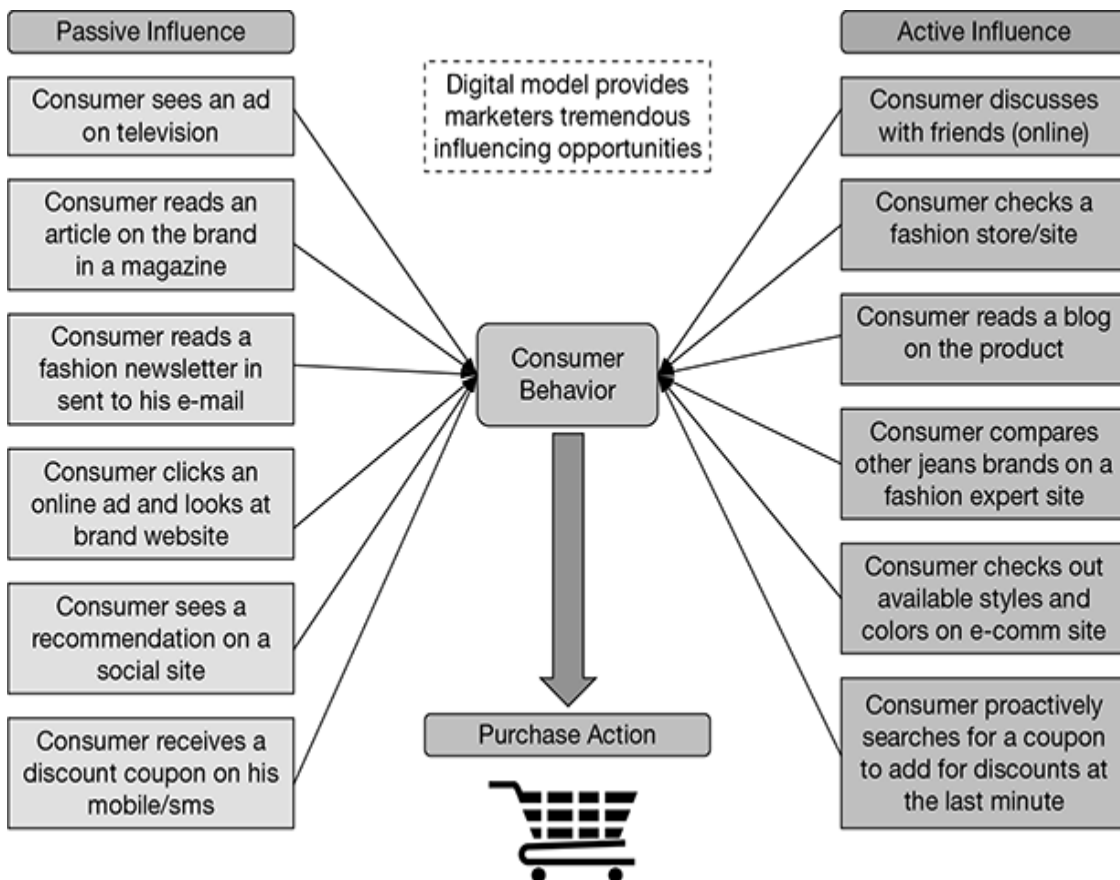 Passive Influence
Consumer sees an ad
on television
Consumer reads an
article on the brand
in a magazine
Consumer reads a
fashion newsletter in
sent to his e-mail
Consumer clicks an
online ad and looks at
brand website
Consumer sees a
recommendation on a
social site
Consumer receives a
discount coupon on his
mobile/sms
Digital model provides
marketers tremendous
influencing opportunities
Consumer
Behavior
Purchase Action
Active Influence
Consumer discusses
with friends (online)
Consumer checks a
fashion store/site
Consumer reads a blog
on the product
Consumer compares
other jeans brands on a
fashion expert site
Consumer checks out
available styles and
colors on e-comm site
Consumer proactively
searches for a coupon
to add for discounts at
the last minute